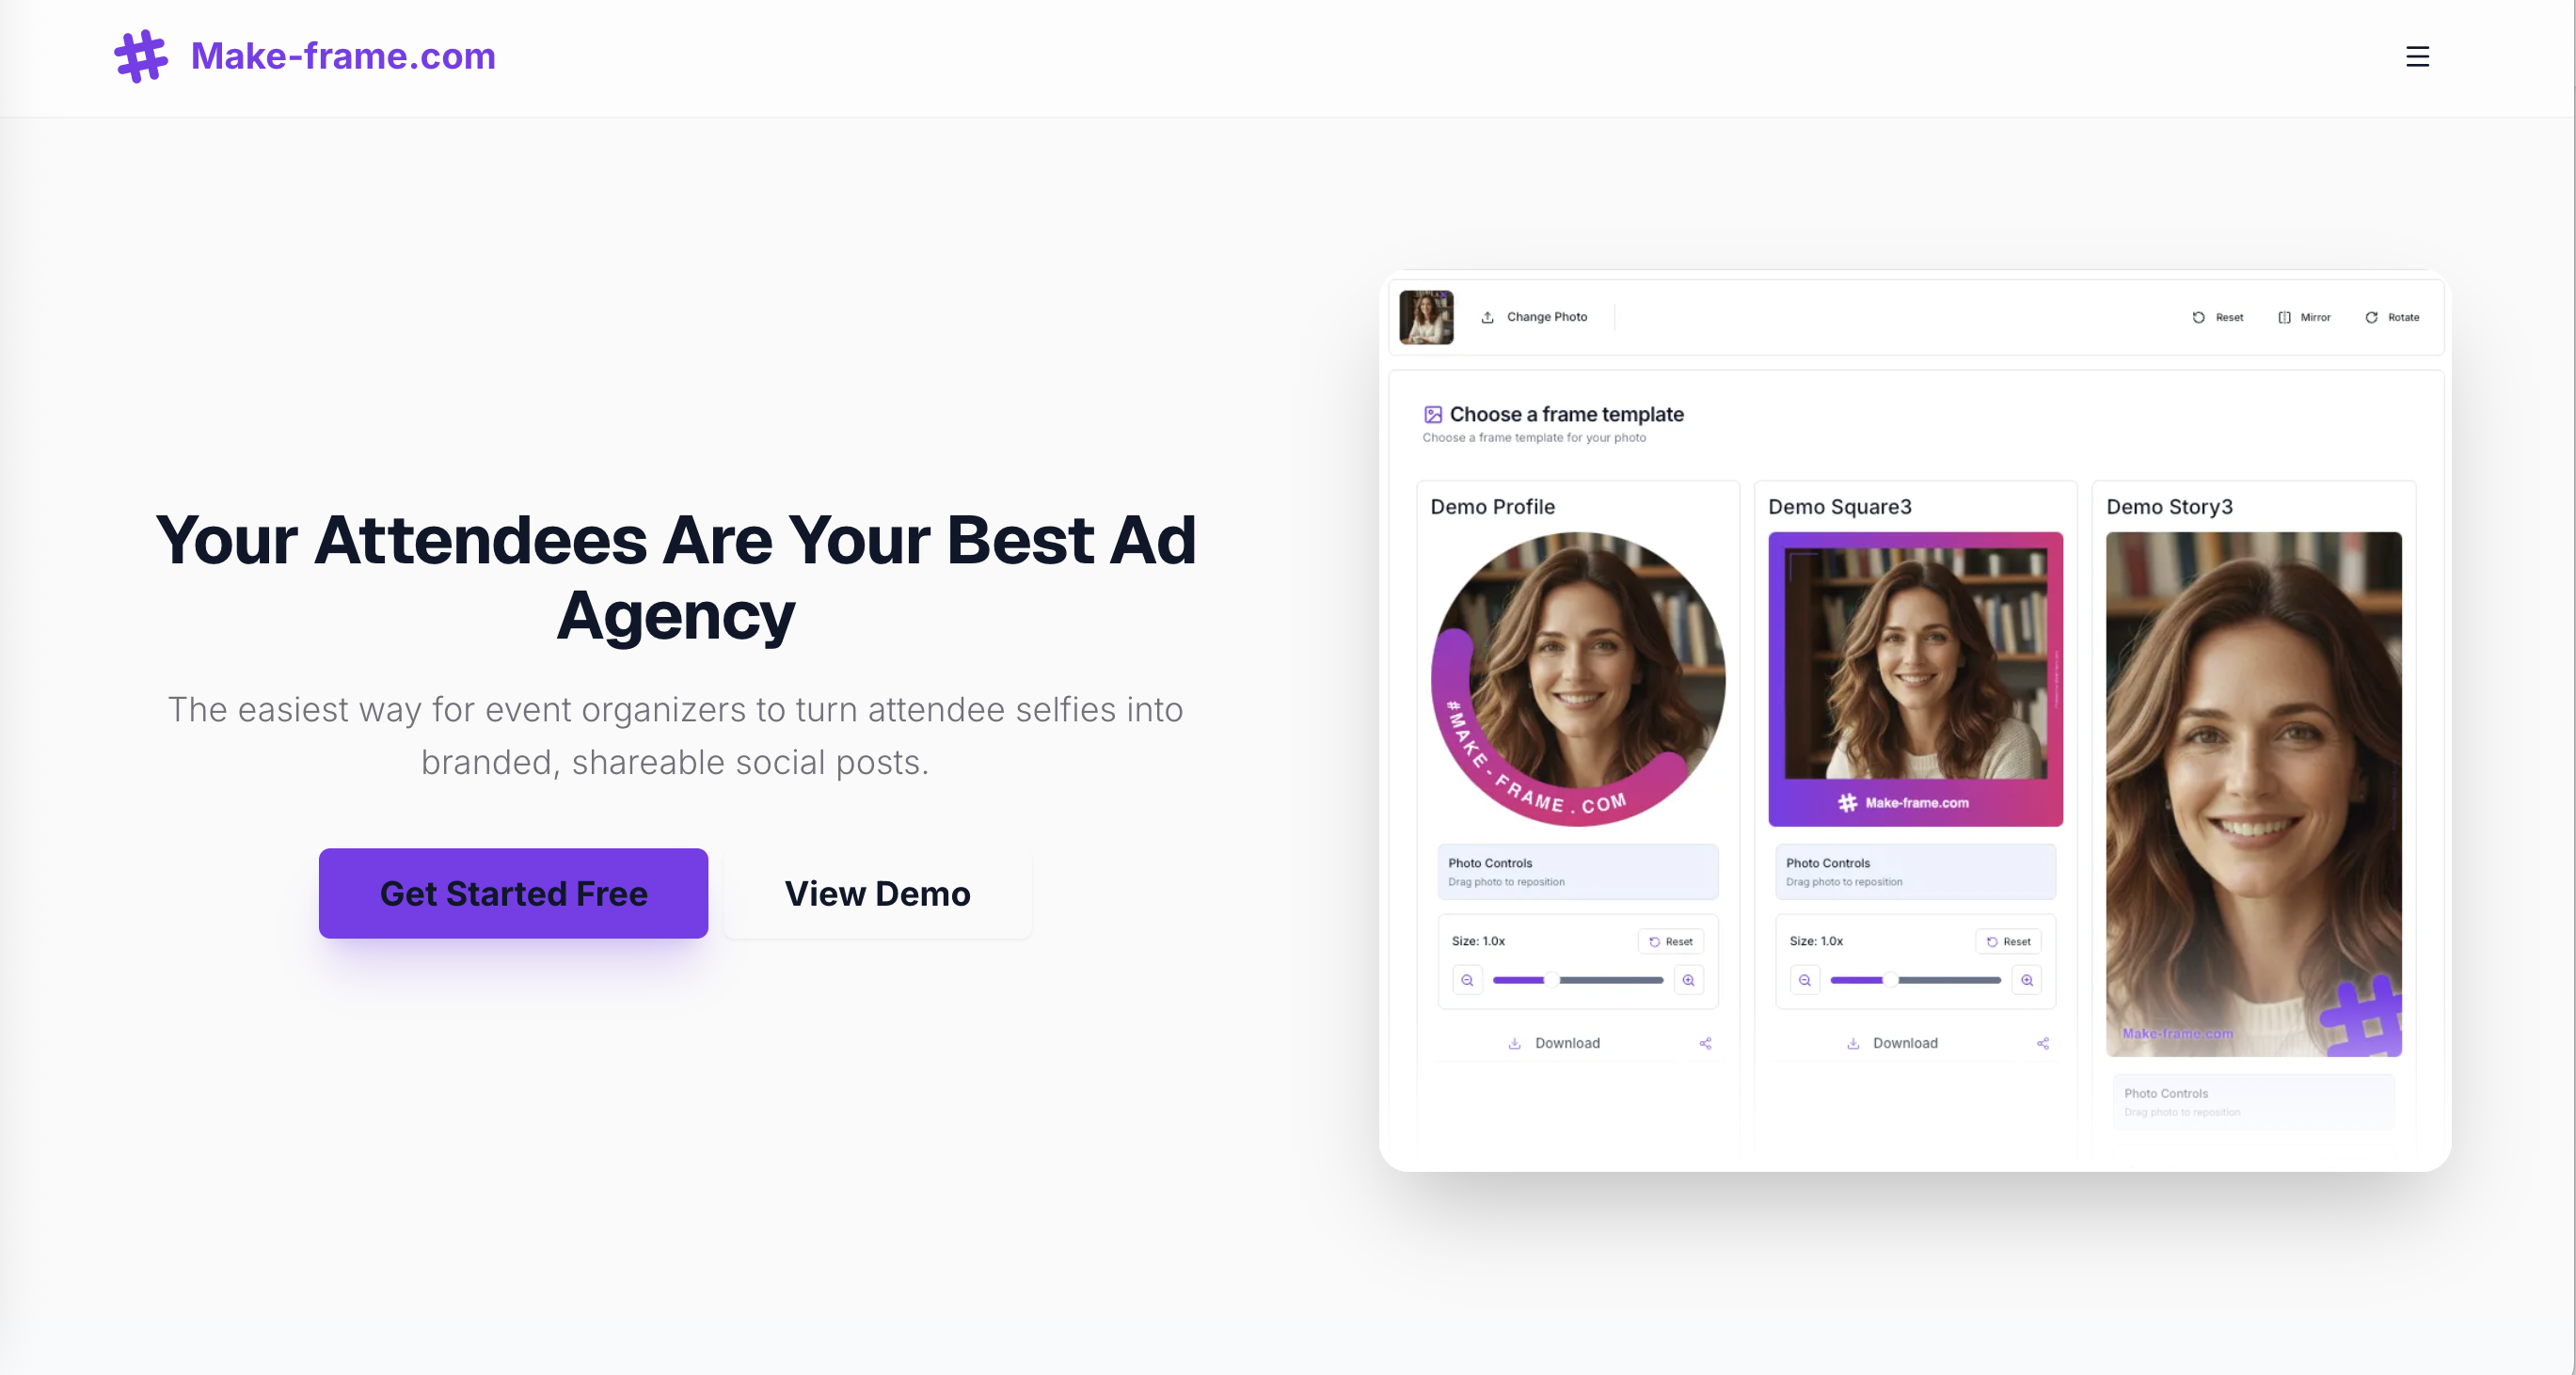 Make-frame.com
Your Attendees Are Your Best Ad
Agency
The easiest way for event organizers to turn attendee selfies into
branded, shareable social posts.
Get Started Free
View Demo
Change Photo
Reset
Mirror
Rotate
Choose a frame template
Choose a frame template for your photo
Demo Profile
#MAKE-FRAME.COM
Photo Controls
Drag photo to reposition
Size: 1.0x
Reset
Download
Demo Square3
Make-frame.com
Photo Controls
Drag photo to reposition
Size: 1.0x
Reset
Download
Demo Story3
Make-frame.com
Photo Controls
Drag photo to reposition